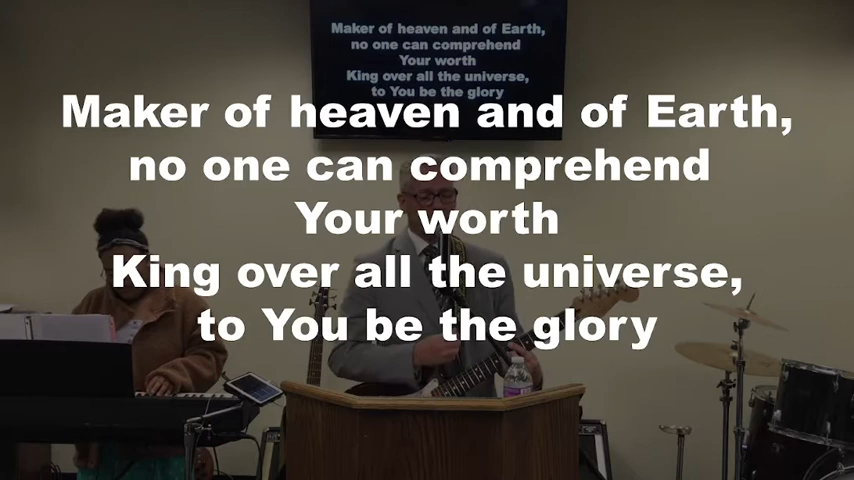 Maker of heaven and of Earth,
no one can comprehend
Your worth
King over all the universe,
to You be the glory
Maker of heaven and of Earth,
no one can comprehend
Your worth
King over all the universe,
to You be the glory